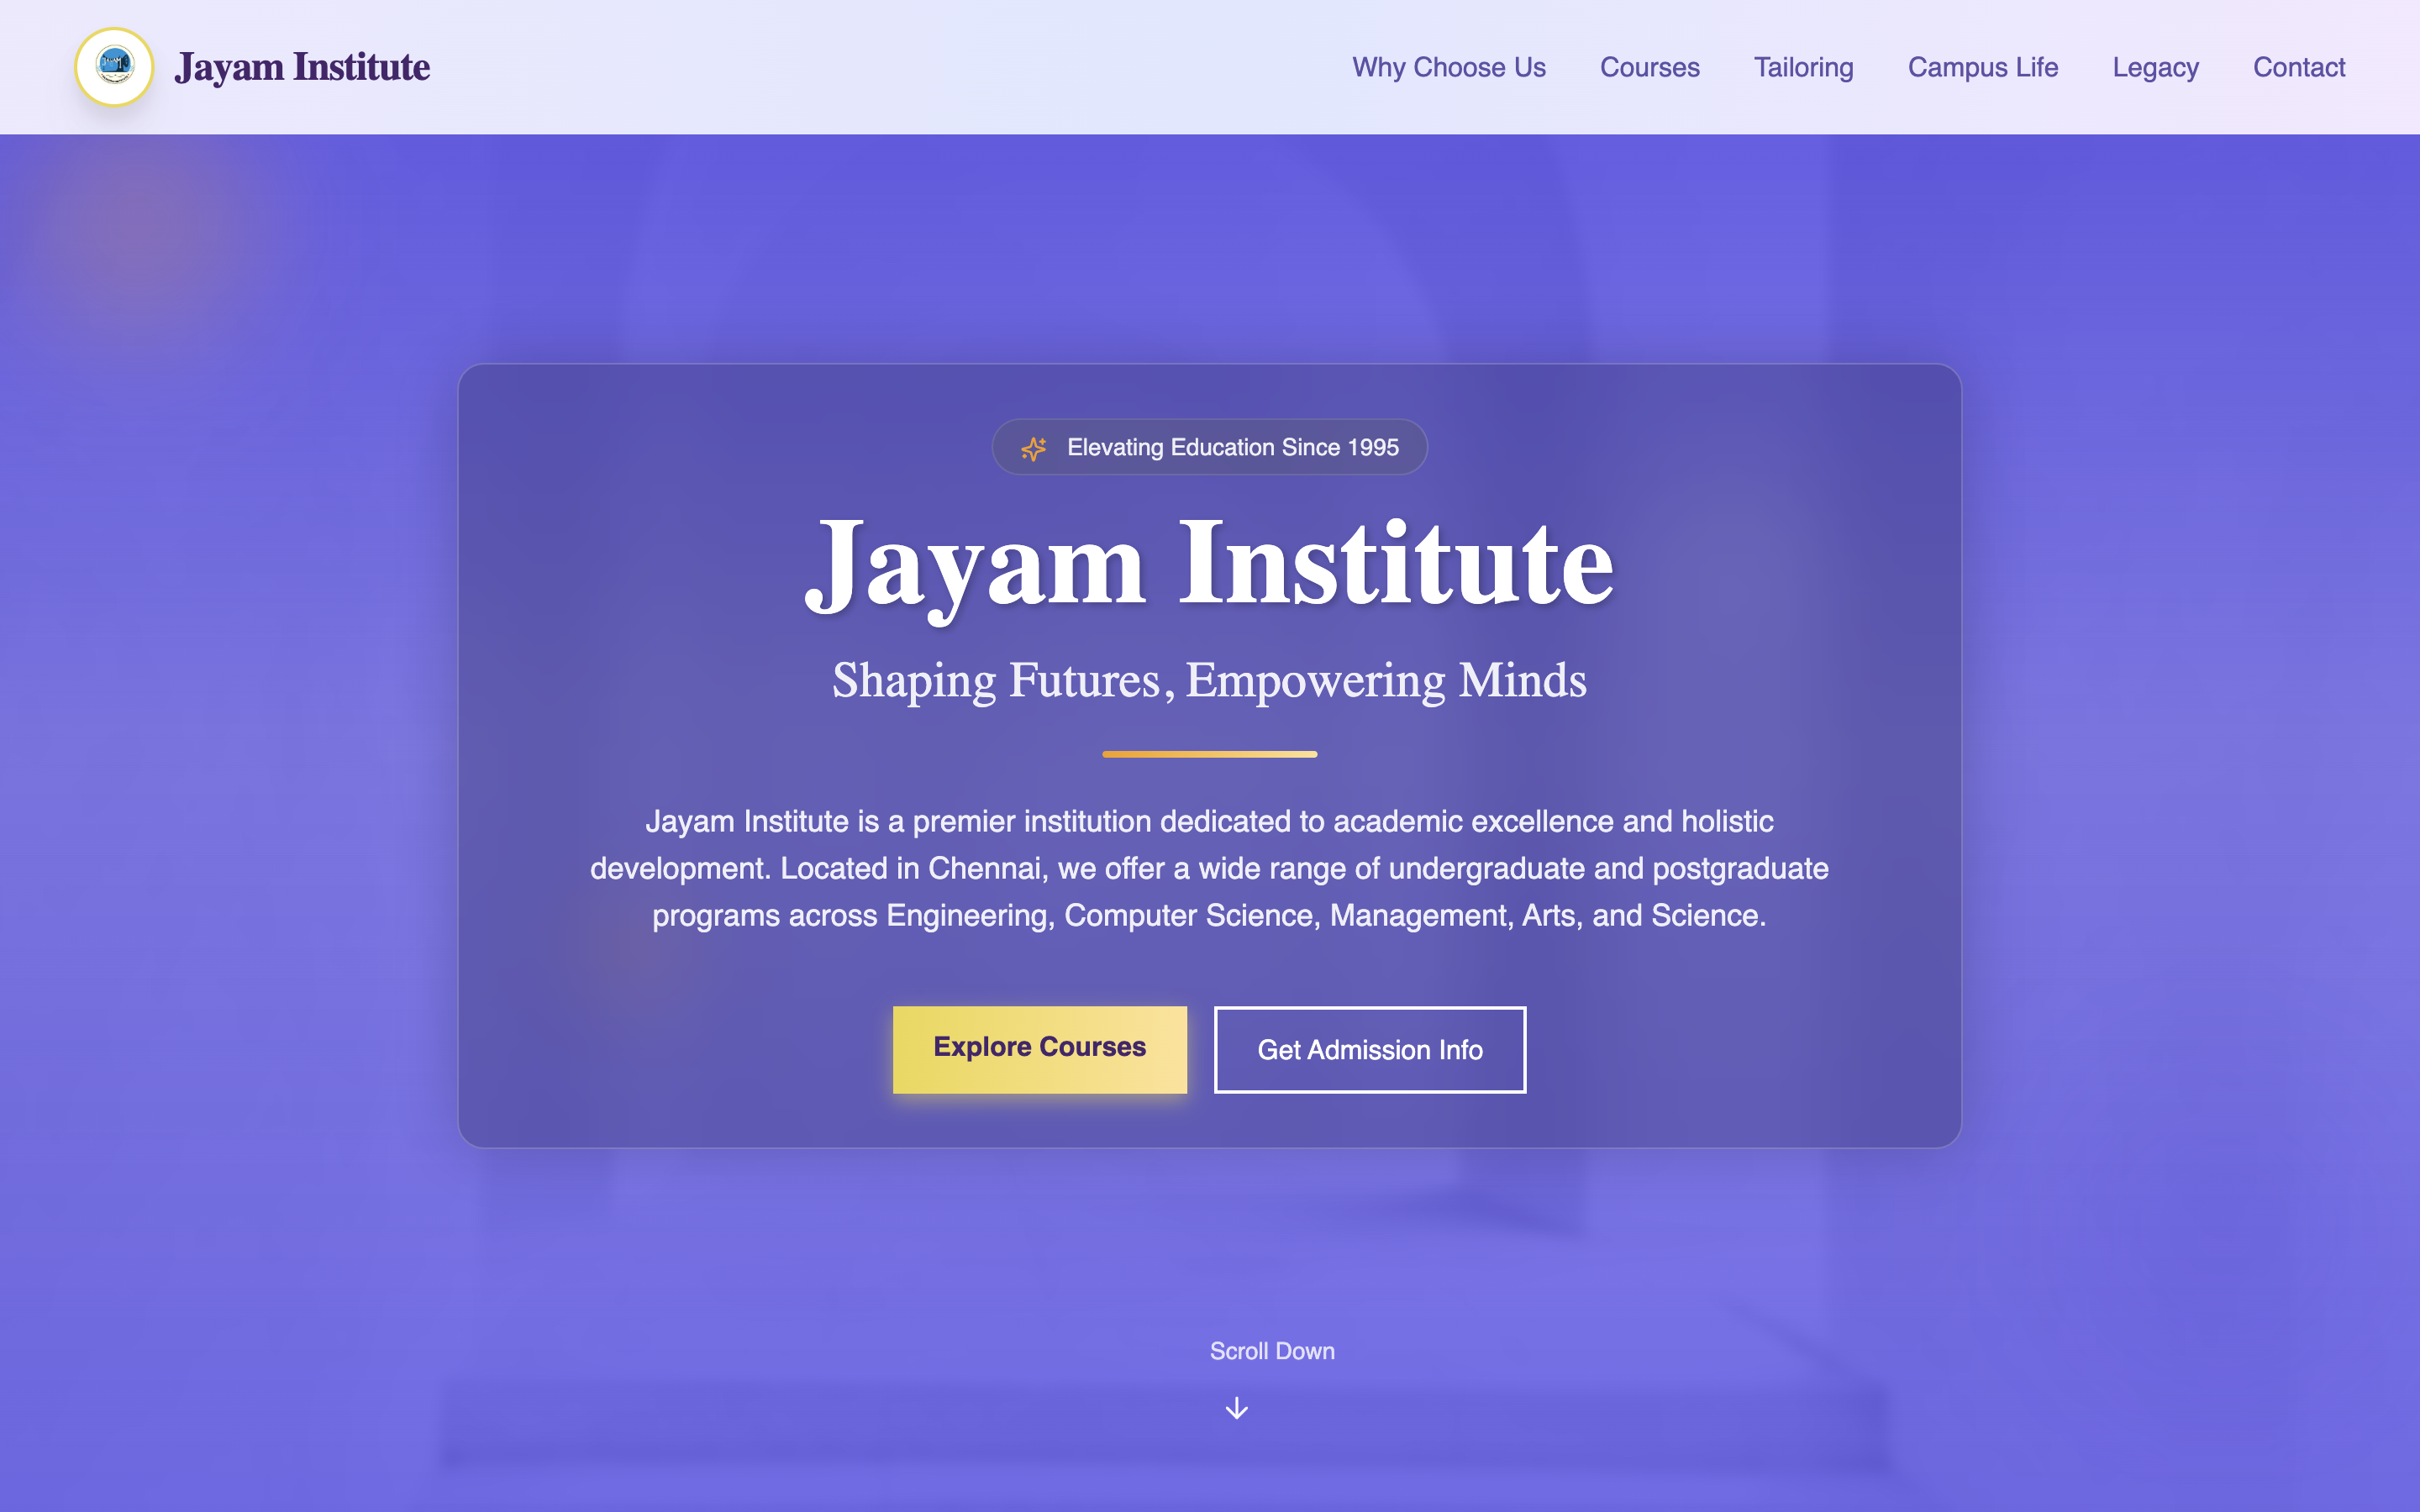 Jayam Institute
Why Choose Us
Courses
Tailoring
Campus Life
Legacy
Contact
Elevating Education Since 1995
Jayam Institute
Shaping Futures, Empowering Minds
Jayam Institute is a premier institution dedicated to academic excellence and holistic
development. Located in Chennai, we offer a wide range of undergraduate and postgraduate
programs across Engineering, Computer Science, Management, Arts, and Science.
Explore Courses
Get Admission Info
Scroll Down